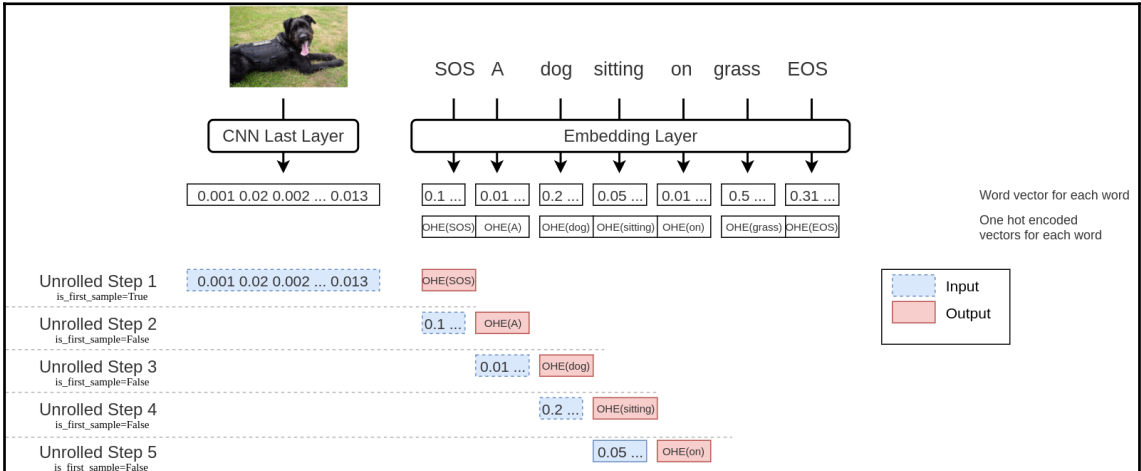 SOS A dog sitting on grass EOS
CNN Last Layer Embedding Layer
0.001 0.02 0.002 ... 0.013 0.1 ... 0.01 ... 0.2 ... 0.05 ... 0.01 ... 0.5 ... 0.31 ... Word vector for each word
OHE(SOS) OHE(A) OHE(dog) OHE(sitting) OHE(on) OHE(grass) OHE(EOS) One hot encoded
vectors for each word
Unrolled Step 1 0.001 0.02 0.002 ... 0.013 OHE(SOS)
is_first_sample=True
Input
Output
Unrolled Step 2 0.1 ... OHE(A)
is_first_sample=False
Unrolled Step 3 0.01 ... OHE(dog)
is_first_sample=False
Unrolled Step 4 0.2 ... OHE(sitting)
is_first_sample=False
Unrolled Step 5 0.05 ... OHE(on)
is_first_sample=False